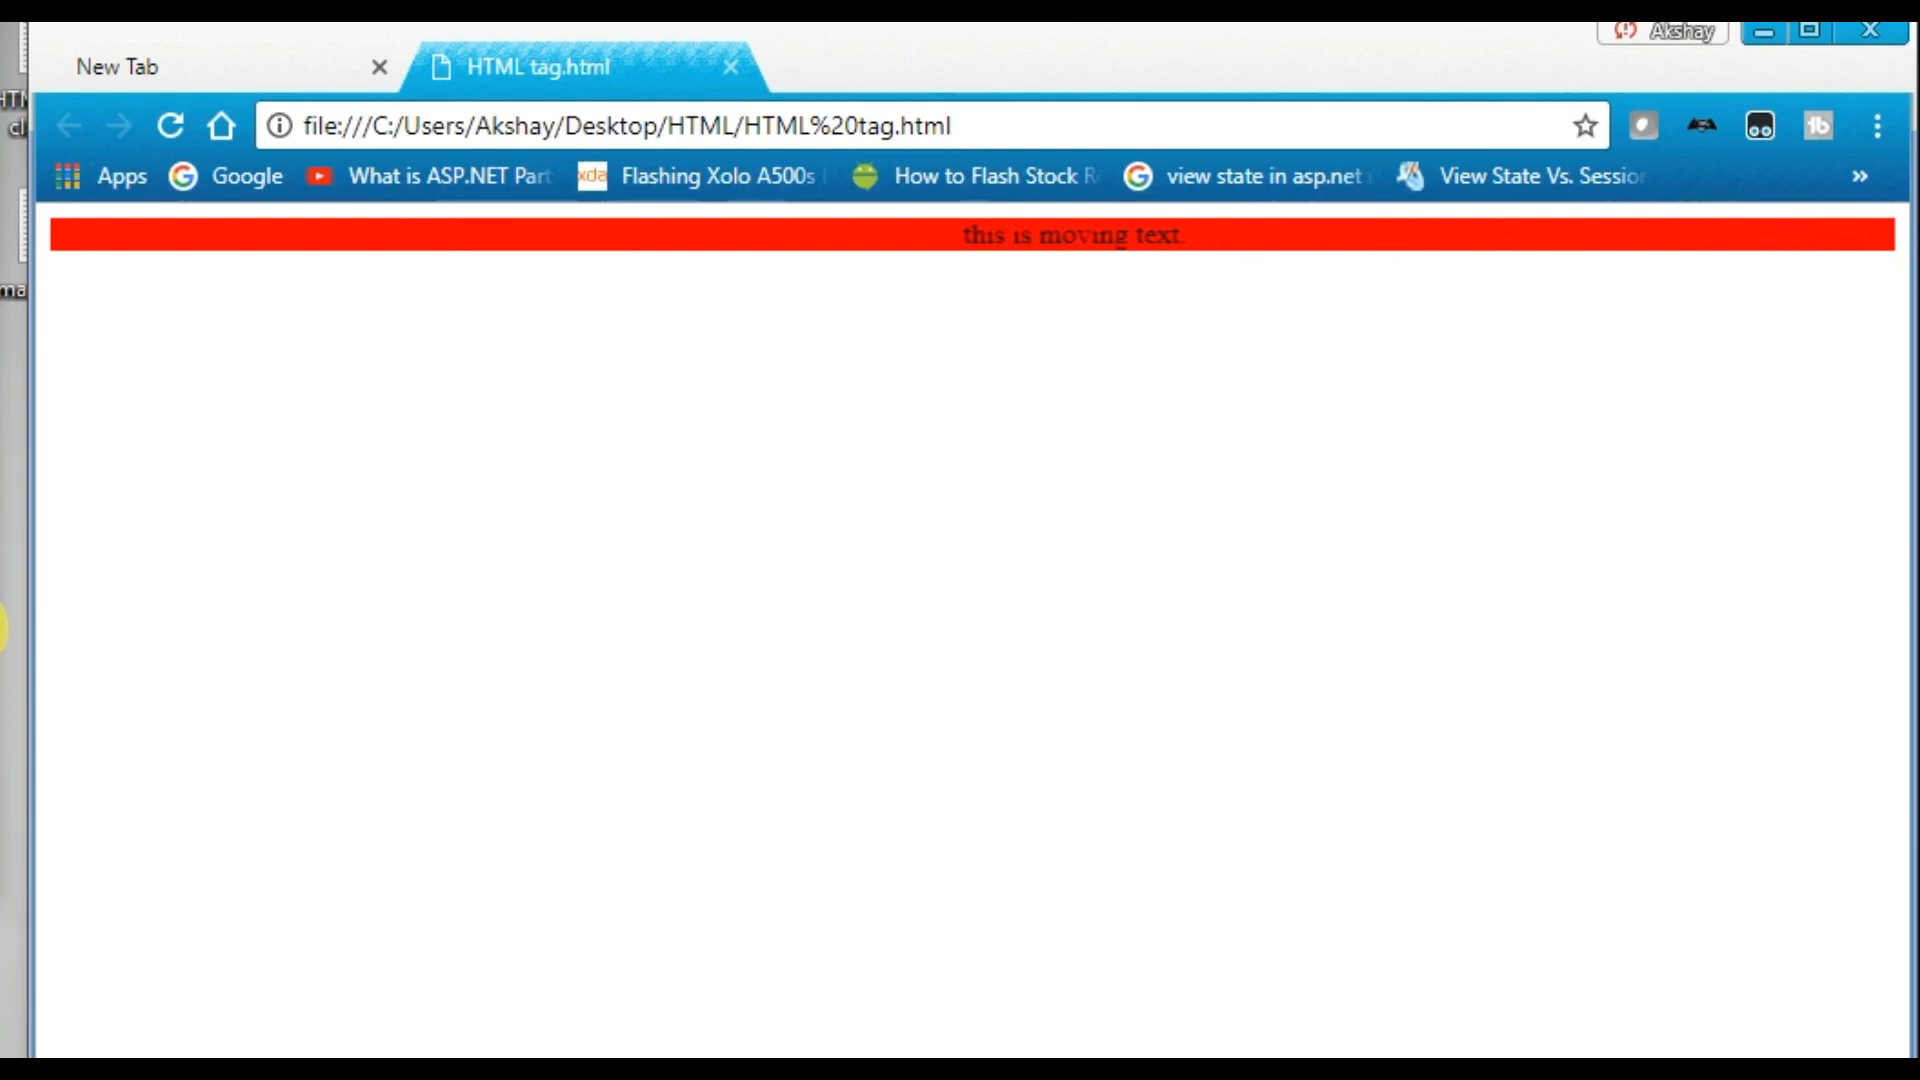 Akshay
New Tab
HTML tag.html
file:///C:/Users/Akshay/Desktop/HTML/HTML%20tag.html
Apps Google What is ASP.NET Part xda Flashing Xolo A500s How to Flash Stock R view state in asp.net View State Vs. Session
this is moving text.